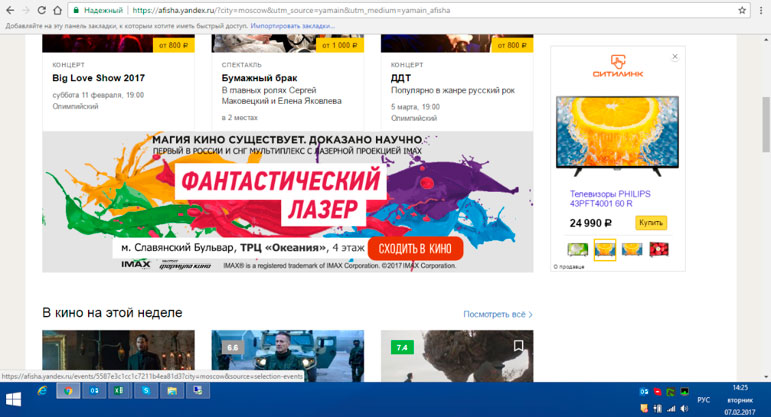 Надежный https://afisha.yandex.ru/?city=moscow&utm_source=yamain&utm_medium=yamain_afisha
Добавляйте на эту панель закладки, к которым хотите иметь быстрый доступ. Импортировать закладки...
от 800 ₽
от 1 000 ₽
от 800 ₽
КОНЦЕРТ
Big Love Show 2017
суббота 11 февраля, 19:00
Олимпийский
СПЕКТАКЛЬ
Бумажный брак
В главных ролях Сергей
Маковецкий и Елена Яковлева
в 2 местах
КОНЦЕРТ
ДДТ
Популярно в жанре русский рок
5 марта, 19:00
Олимпийский
СИТИЛИНК
Телевизоры PHILIPS
43PFT4001 60 R
24 990 ₽
Купить
О продавце
МАГИЯ КИНО СУЩЕСТВУЕТ. ДОКАЗАНО НАУЧНО
ПЕРВЫЙ В РОССИИ И СНГ МУЛЬТИПЛЕКС С ЛАЗЕРНОЙ ПРОЕКЦИЕЙ IMAX
ФАНТАСТИЧЕСКИЙ
ЛАЗЕР
м. Славянский Бульвар, ТРЦ «Океания», 4 этаж
СХОДИТЬ В КИНО
IMAX формула кино IMAX® is a registered trademark of IMAX Corporation. ©2017 IMAX Corporation.
В кино на этой неделе
Посмотреть всё
6.6
7.4
https://afisha.yandex.ru/events/5587e3c1cc1c7211b4ea81d3?city=moscow&source=selection-events
РУС
14:25
вторник
07.02.2017